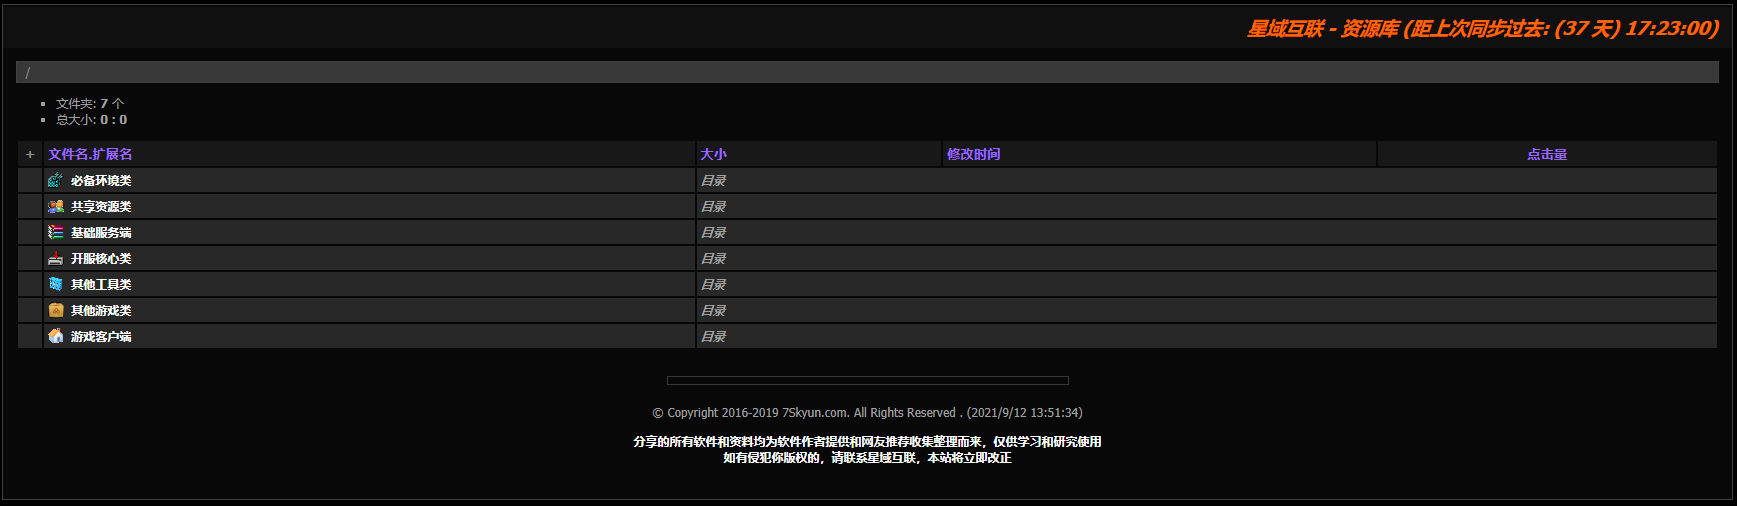 星域互联 - 资源库 (距上次同步过去: (37 天) 17:23:00)
/
文件夹: 7 个
总大小: 0 : 0
+ 文件名.扩展名 大小 修改时间 点击量
必备环境类 目录
共享资源类 目录
基础服务端 目录
开服核心类 目录
其他工具类 目录
其他游戏类 目录
游戏客户端 目录
© Copyright 2016-2019 7Skyun.com. All Rights Reserved . (2021/9/12 13:51:34)
分享的所有软件和资料均为软件作者提供和网友推荐收集整理而来，仅供学习和研究使用
如有侵犯你版权的，请联系星域互联，本站将立即改正